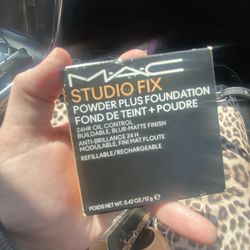 MAC
STUDIO FIX
POWDER PLUS FOUNDATION
FOND DE TEINT + POUDRE
24HR OIL CONTROL
BUILDABLE, BLUR-MATTE FINISH
ANTI-BRILLANCE 24 H
MODULABLE, FINI MAT FLOUTÉ
REFILLABLE/RECHARGEABLE
POIDS NET WT. 0.42 OZ/12 g ℮